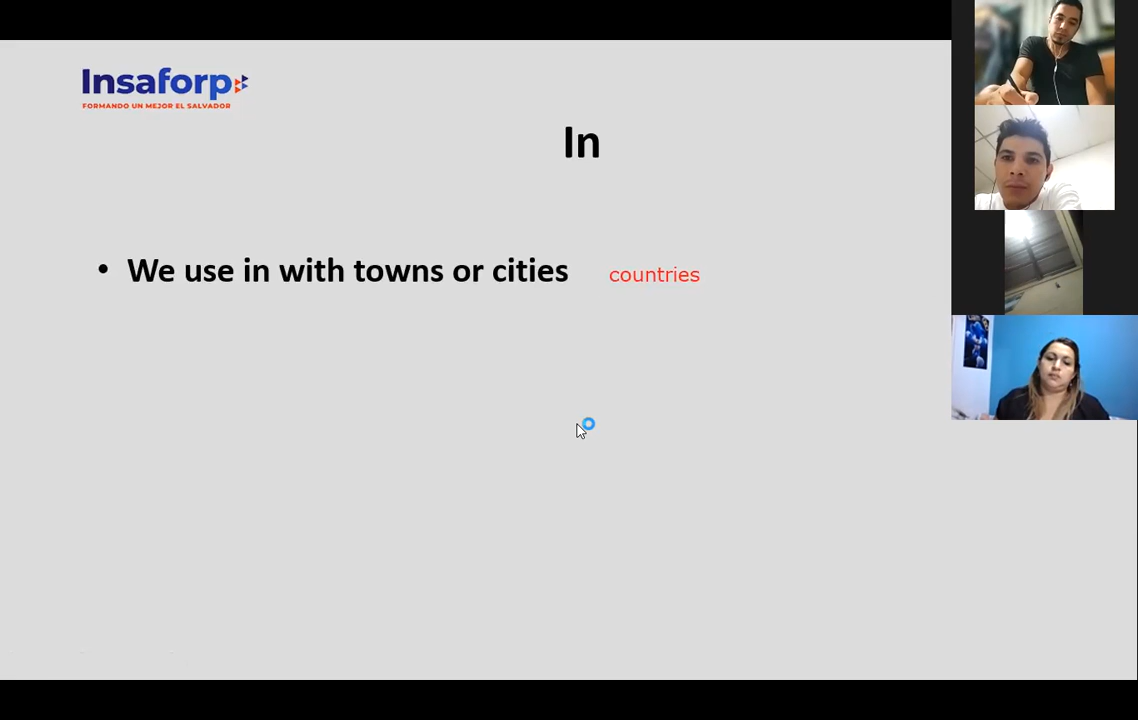 Insaforp
FORMANDO UN MEJOR EL SALVADOR
In
• We use in with towns or cities countries